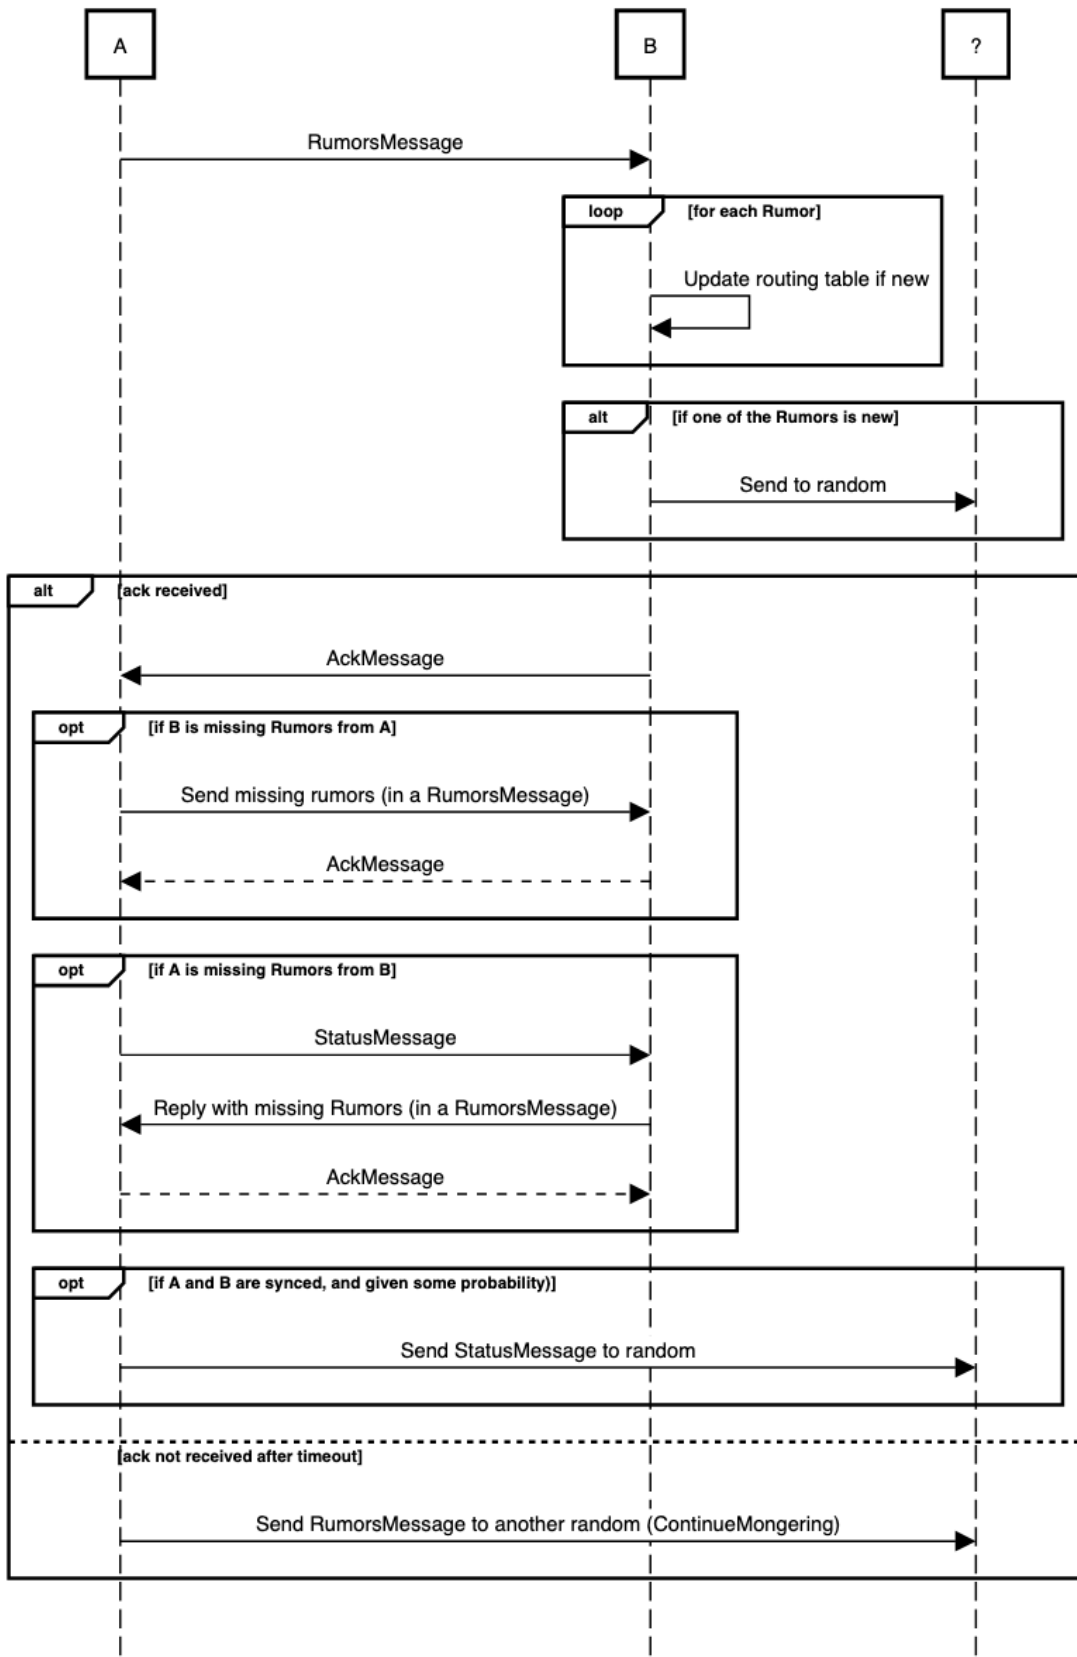 A
B
?
RumorsMessage
loop
[for each Rumor]
Update routing table if new
alt
[if one of the Rumors is new]
Send to random
alt
[ack received]
AckMessage
opt
[if B is missing Rumors from A]
Send missing rumors (in a RumorsMessage)
AckMessage
opt
[if A is missing Rumors from B]
StatusMessage
Reply with missing Rumors (in a RumorsMessage)
AckMessage
opt
[if A and B are synced, and given some probability)]
Send StatusMessage to random
[ack not received after timeout]
Send RumorsMessage to another random (ContinueMongering)